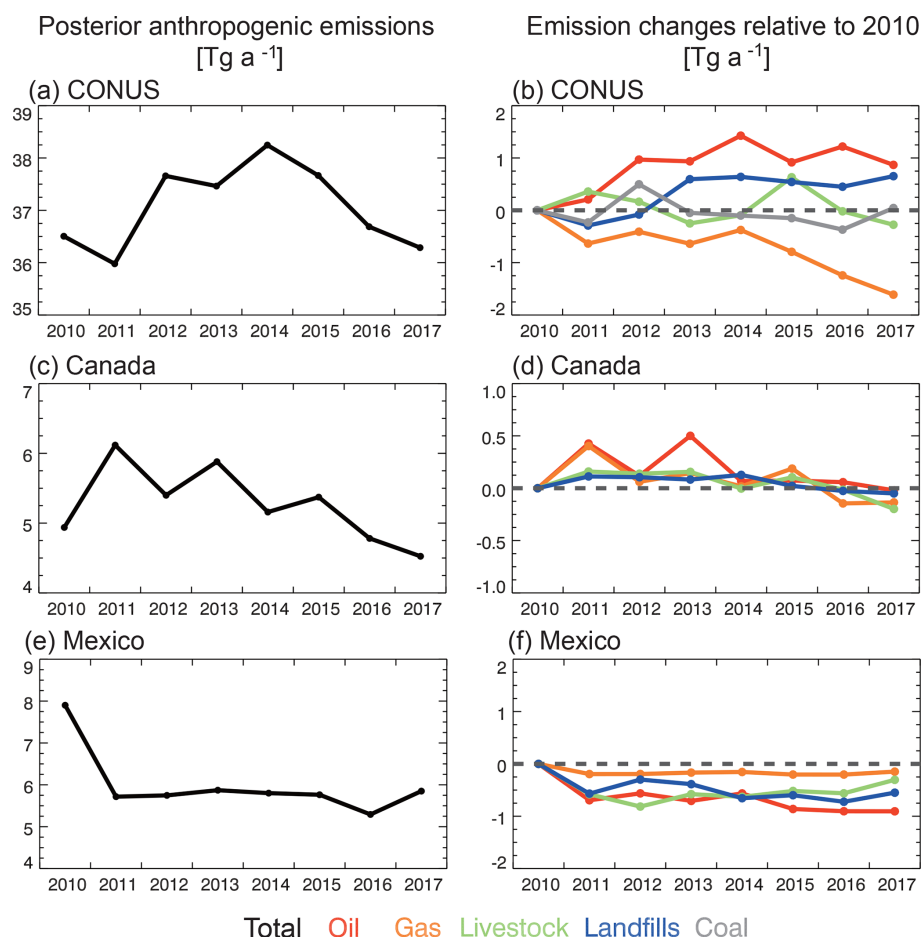 Posterior anthropogenic emissions
[Tg a -1]
Emission changes relative to 2010
[Tg a -1]
(a) CONUS
39
38
37
36
35
2010 2011 2012 2013 2014 2015 2016 2017
(b) CONUS
2
1
0
-1
-2
2010 2011 2012 2013 2014 2015 2016 2017
(c) Canada
7
6
5
4
2010 2011 2012 2013 2014 2015 2016 2017
(d) Canada
1.0
0.5
0.0
-0.5
-1.0
2010 2011 2012 2013 2014 2015 2016 2017
(e) Mexico
9
8
7
6
5
4
2010 2011 2012 2013 2014 2015 2016 2017
(f) Mexico
2
1
0
-1
-2
2010 2011 2012 2013 2014 2015 2016 2017
Total Oil Gas Livestock Landfills Coal